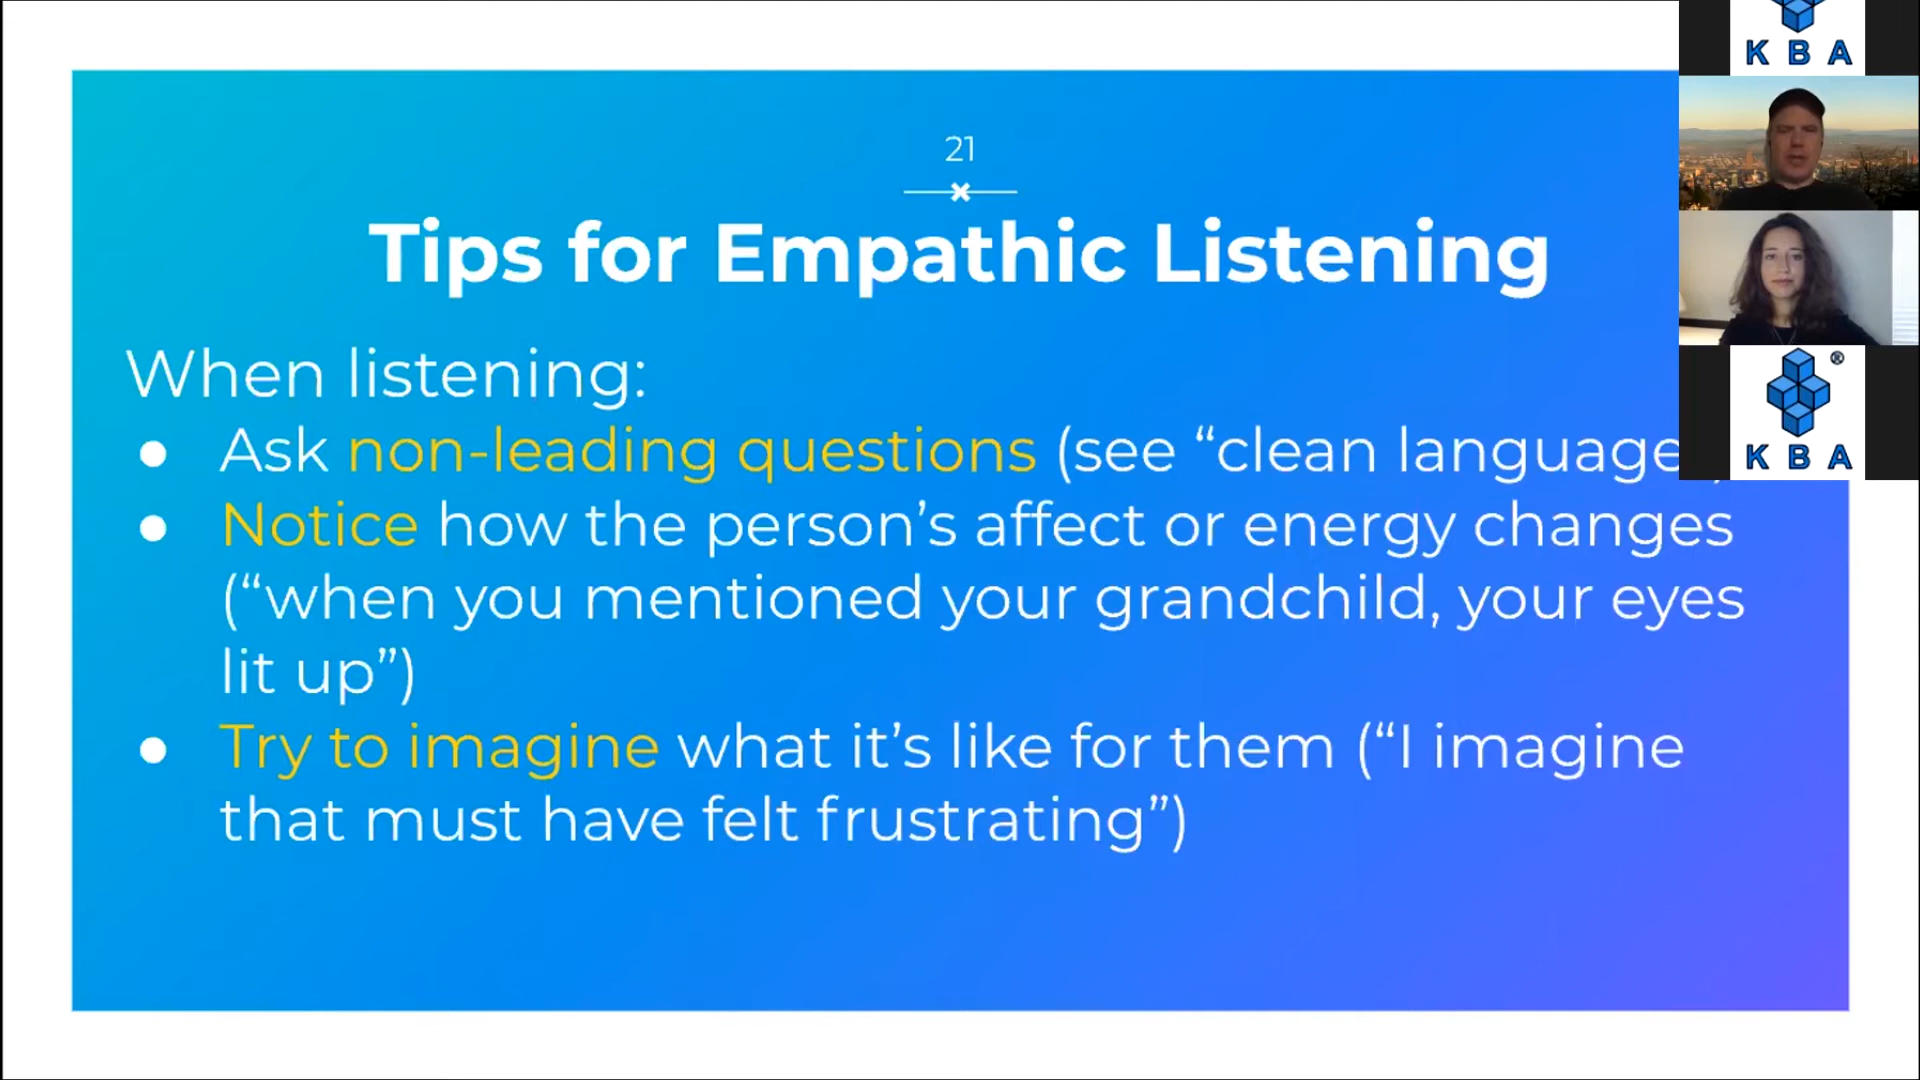 21
Tips for Empathic Listening
When listening:
● Ask non-leading questions (see “clean language
● Notice how the person’s affect or energy changes
(“when you mentioned your grandchild, your eyes
lit up”)
● Try to imagine what it’s like for them (“I imagine
that must have felt frustrating”)
KBA
®
KBA